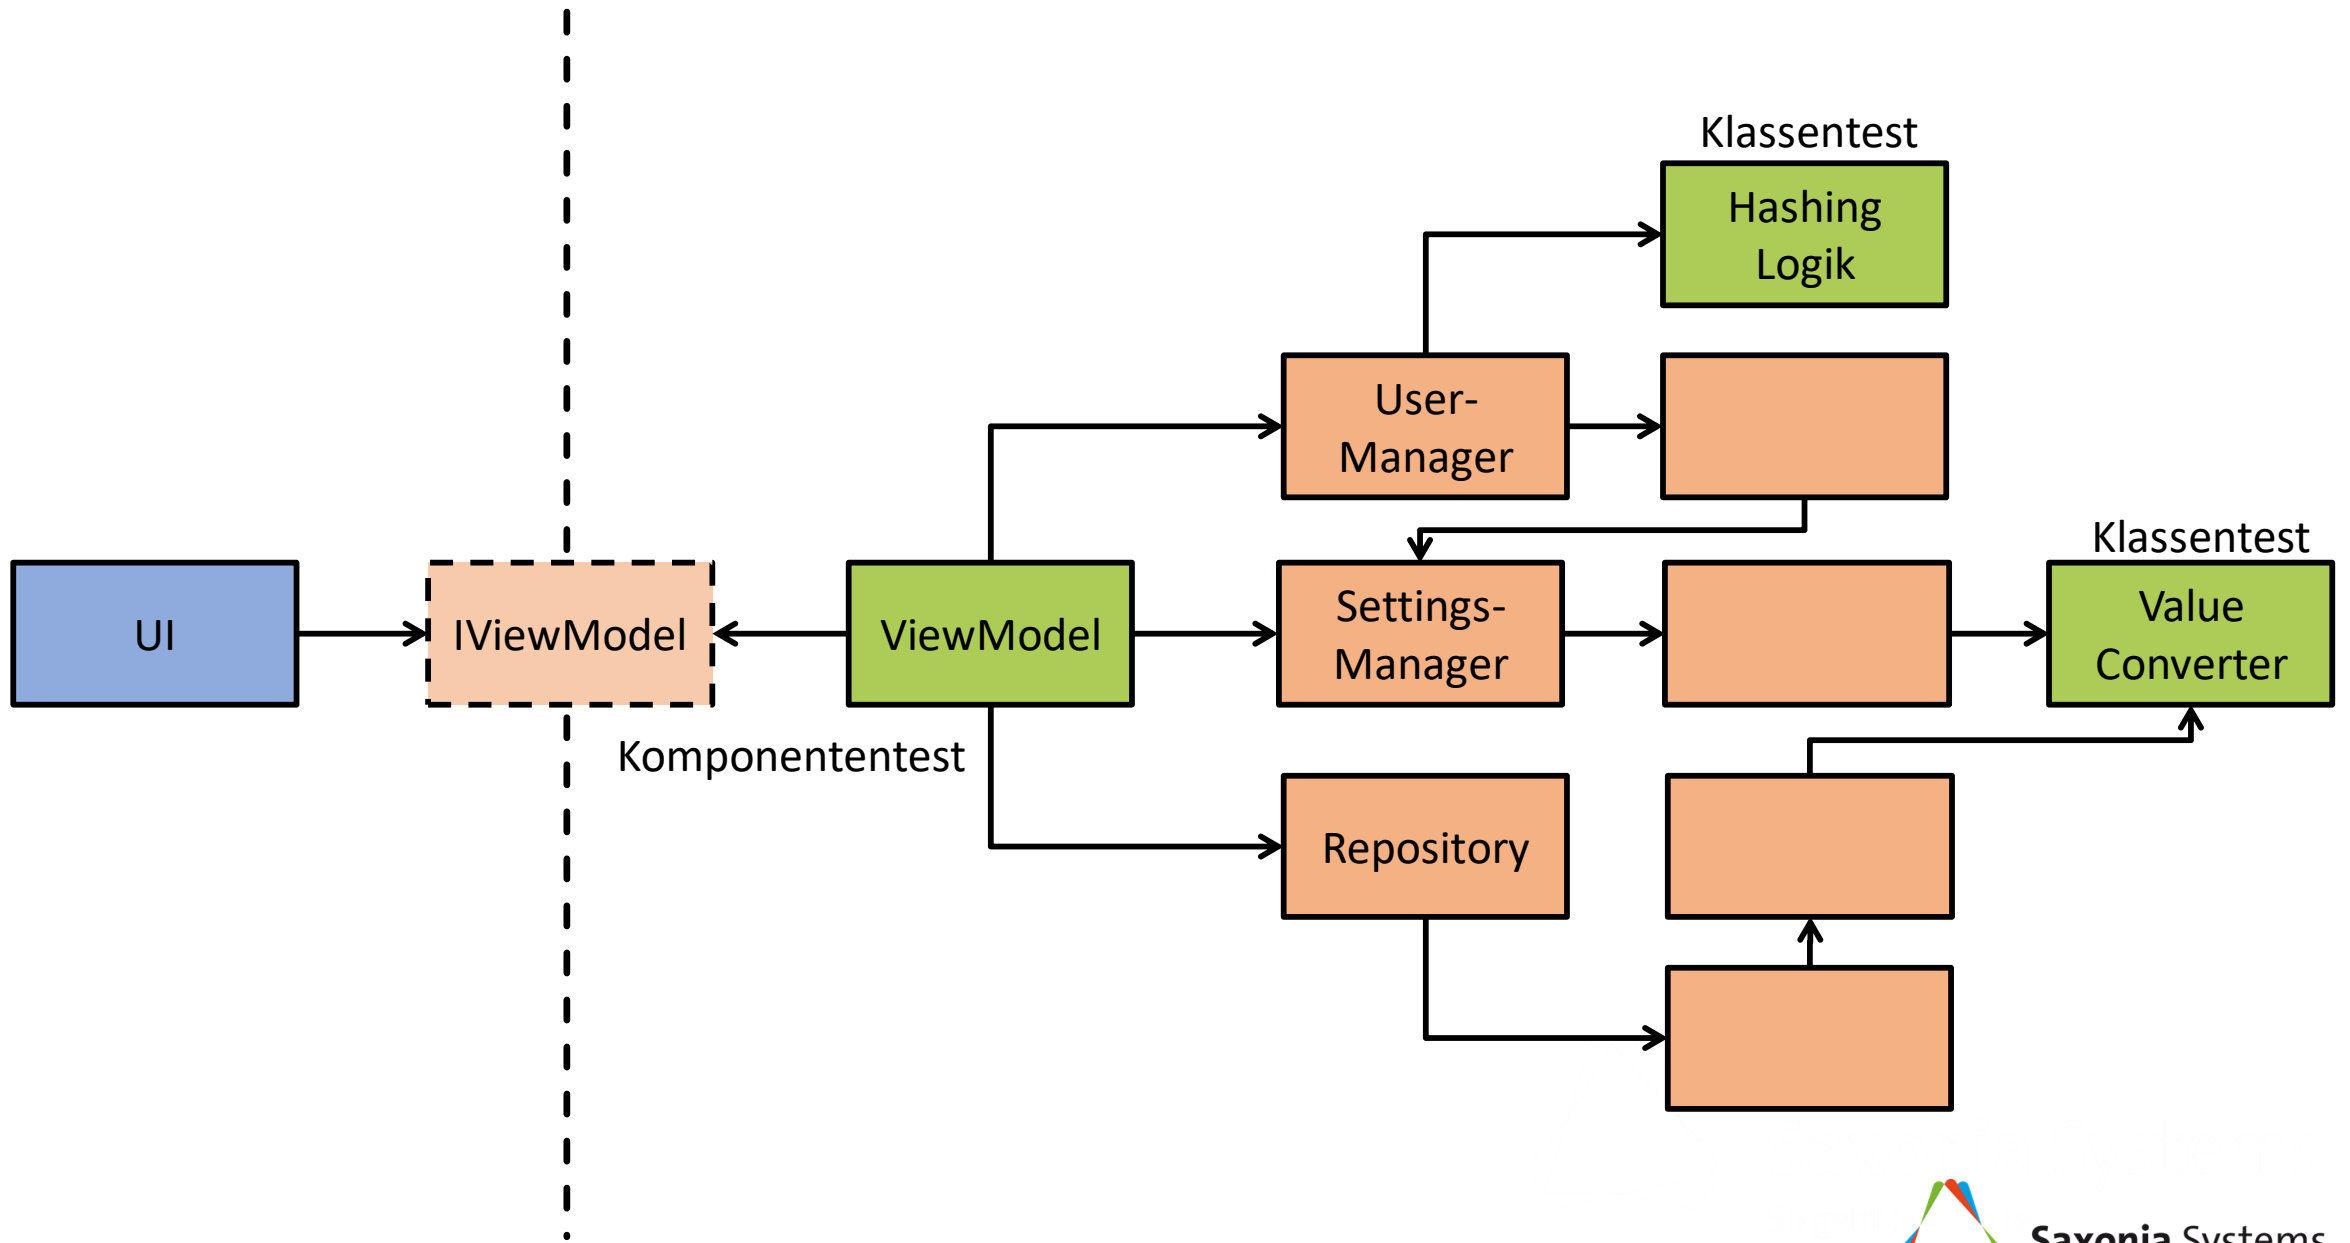 Klassentest
Hashing
Logik
User-
Manager
Klassentest
UI
IViewModel
ViewModel
Settings-
Manager
Value
Converter
Komponententest
Repository
Saxonia Systems